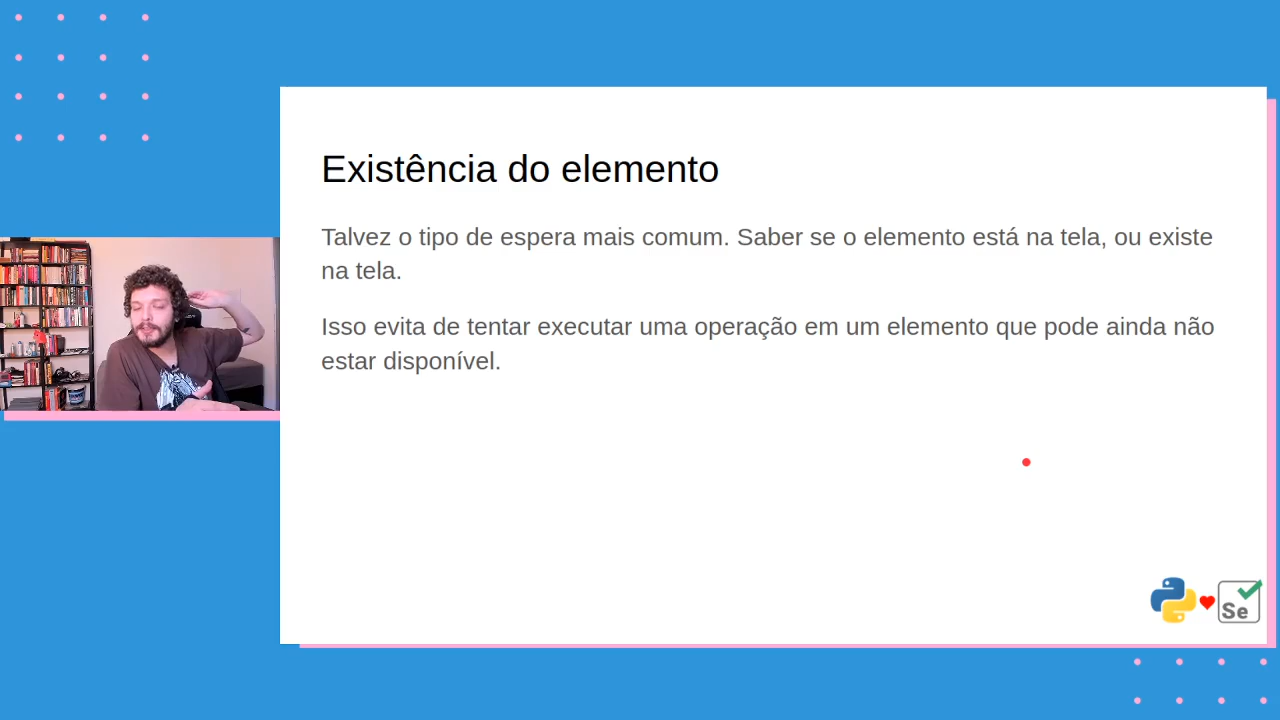 Existência do elemento
Talvez o tipo de espera mais comum. Saber se o elemento está na tela, ou existe
na tela.
Isso evita de tentar executar uma operação em um elemento que pode ainda não
estar disponível.
Se